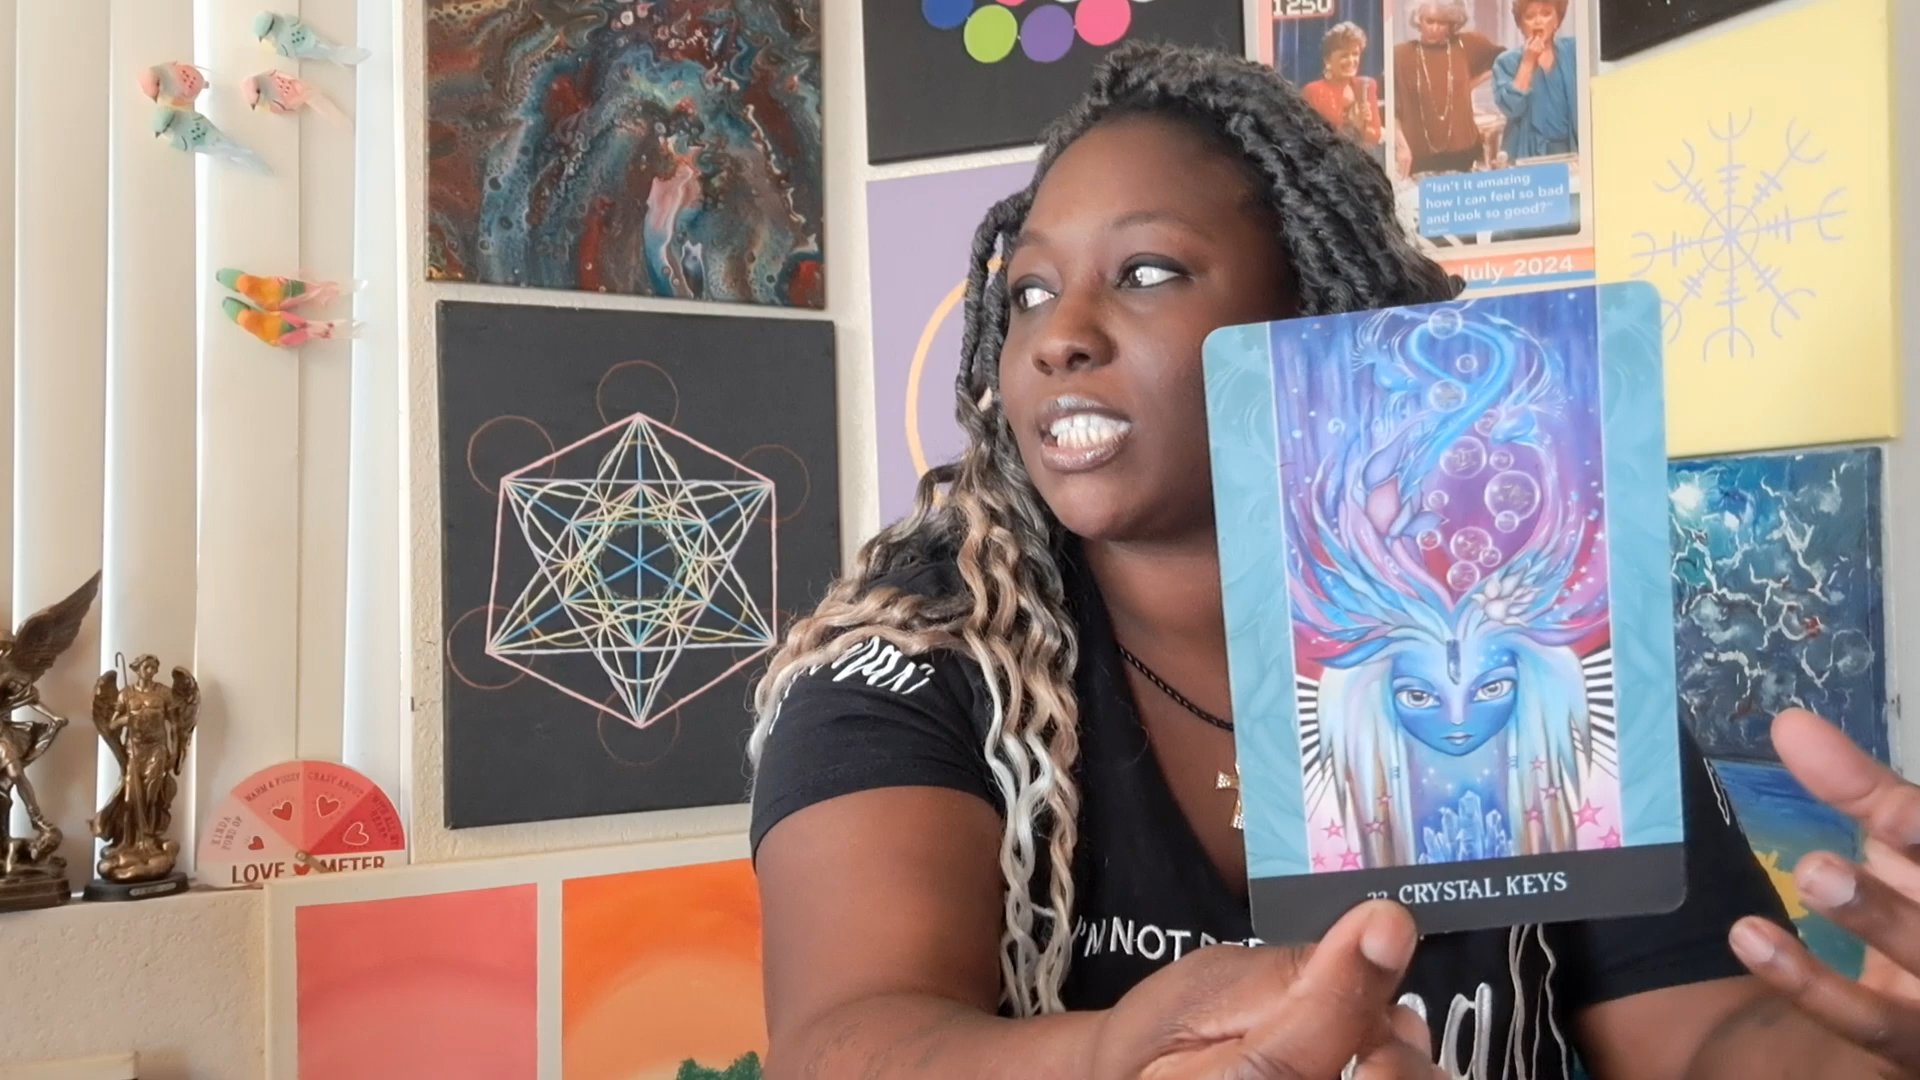 1250
"Isn't it amazing
how I can feel so bad
and look so good?"
July 2024
KINDA
FOND OF
WARM & FUZZY
CRAZY ABOUT
LOVE METER
22 CRYSTAL KEYS
I'M NOT